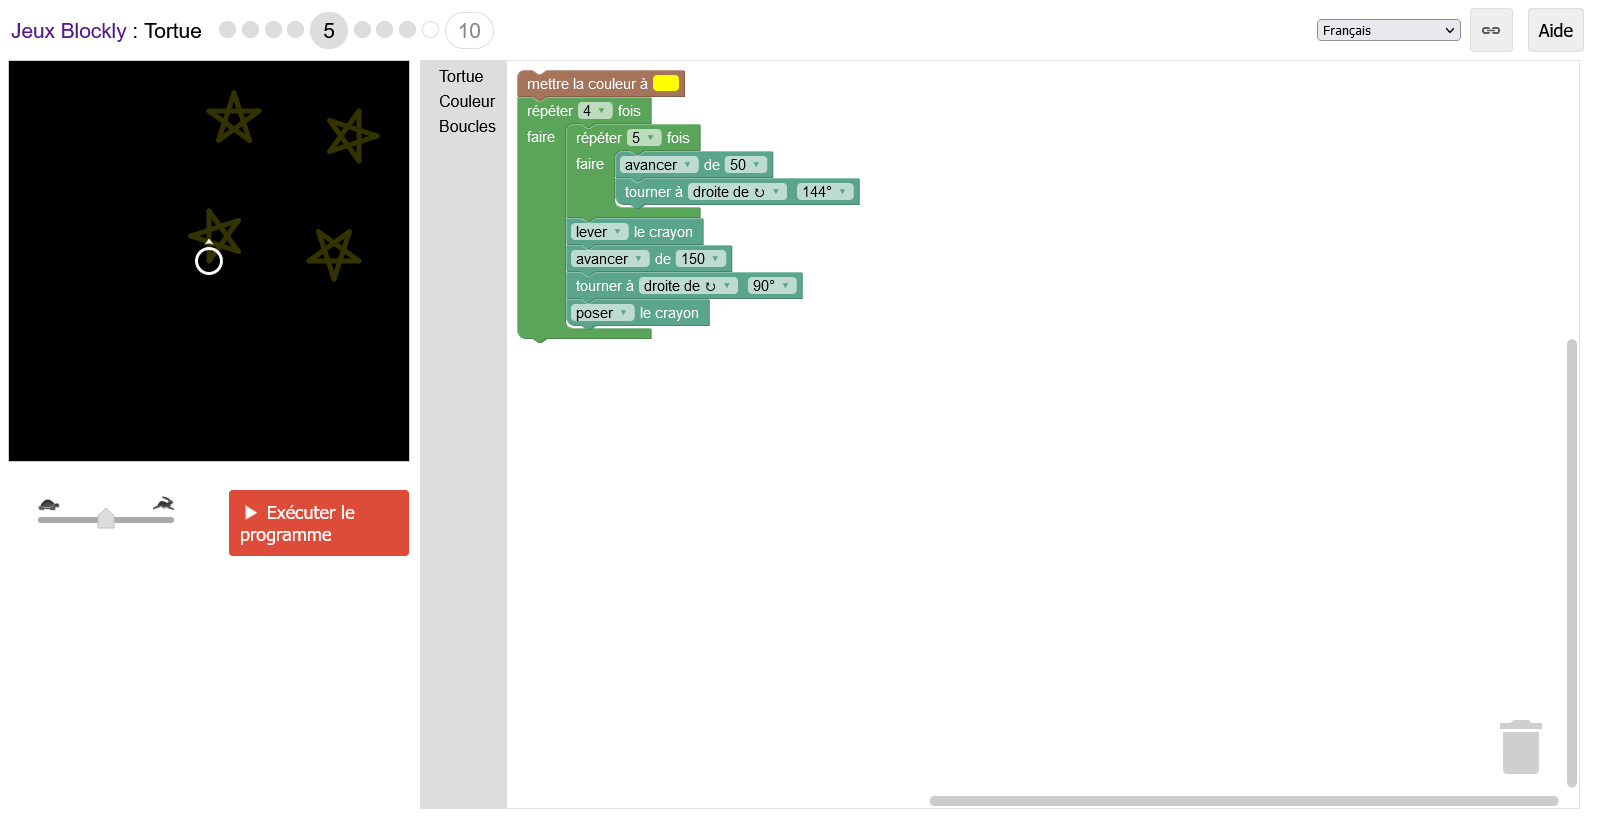 Jeux Blockly : Tortue 5 10 Français Aide
Tortue
Couleur
Boucles
mettre la couleur à
répéter 4 fois
faire répéter 5 fois
faire avancer de 50
tourner à droite de ↻ 144°
lever le crayon
avancer de 150
tourner à droite de ↻ 90°
poser le crayon
Exécuter le
programme